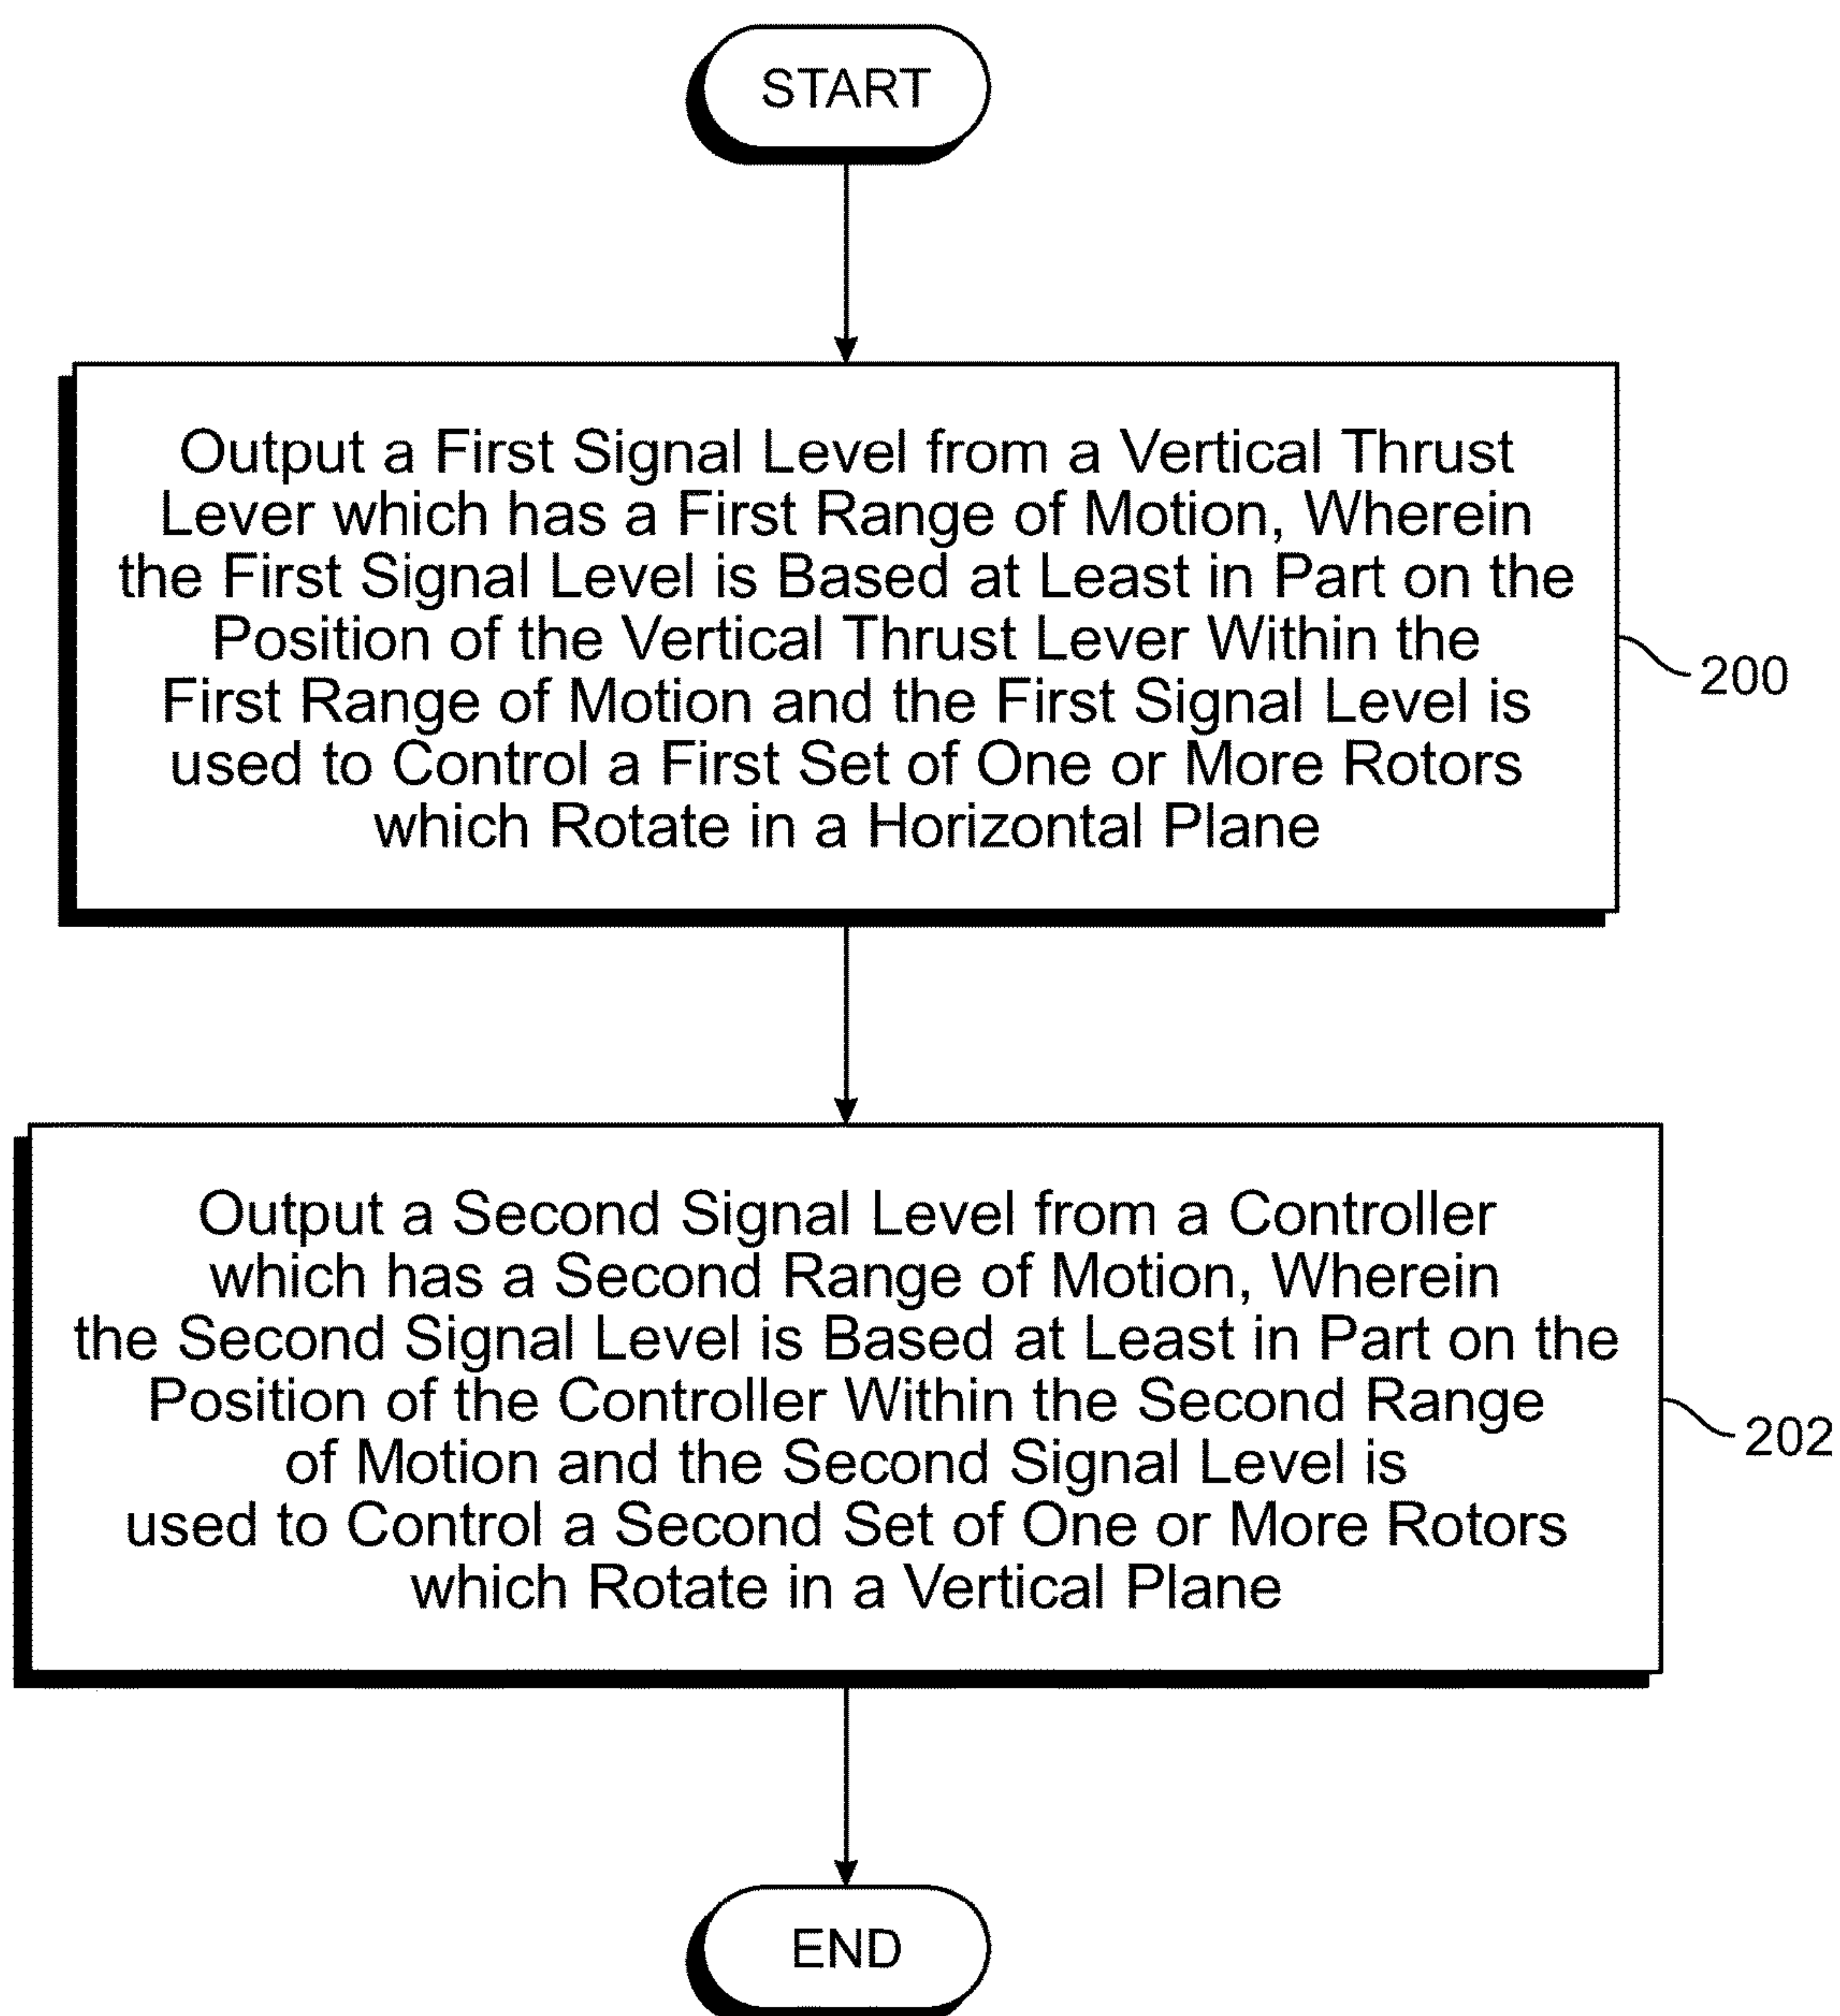 START
Output a First Signal Level from a Vertical Thrust
Lever which has a First Range of Motion, Wherein
the First Signal Level is Based at Least in Part on the
Position of the Vertical Thrust Lever Within the
First Range of Motion and the First Signal Level is
used to Control a First Set of One or More Rotors
which Rotate in a Horizontal Plane
200
Output a Second Signal Level from a Controller
which has a Second Range of Motion, Wherein
the Second Signal Level is Based at Least in Part on the
Position of the Controller Within the Second Range
of Motion and the Second Signal Level is
used to Control a Second Set of One or More Rotors
which Rotate in a Vertical Plane
202
END